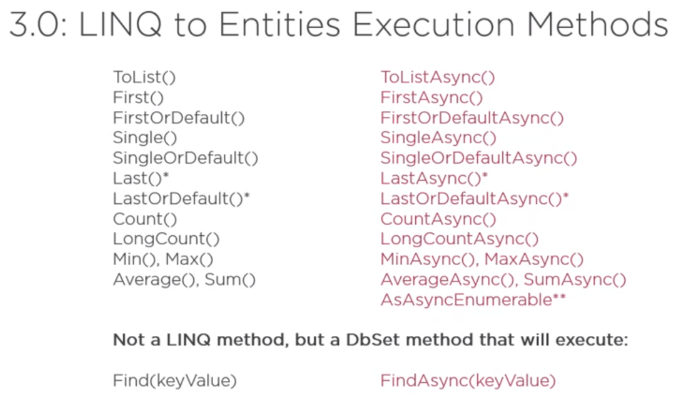 3.0: LINQ to Entities Execution Methods
ToList() ToListAsync()
First() FirstAsync()
FirstOrDefault() FirstOrDefaultAsync()
Single() SingleAsync()
SingleOrDefault() SingleOrDefaultAsync()
Last()* LastAsync()*
LastOrDefault()* LastOrDefaultAsync()*
Count() CountAsync()
LongCount() LongCountAsync()
Min(), Max() MinAsync(), MaxAsync()
Average(), Sum() AverageAsync(), SumAsync()
AsAsyncEnumerable**
Not a LINQ method, but a DbSet method that will execute:
Find(keyValue) FindAsync(keyValue)